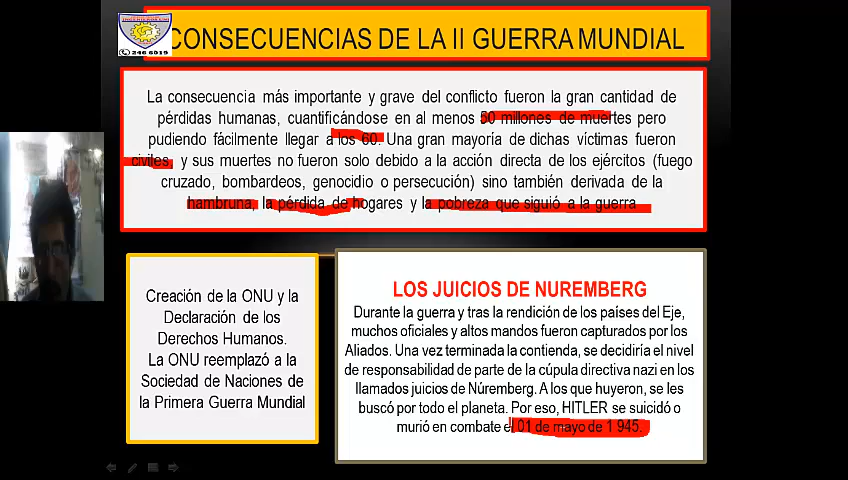 CONSECUENCIAS DE LA II GUERRA MUNDIAL
246 6019
La consecuencia más importante y grave del conflicto fueron la gran cantidad de
pérdidas humanas, cuantificándose en al menos 50 millones de muertes pero
pudiendo fácilmente llegar a los 60. Una gran mayoría de dichas víctimas fueron
civiles, y sus muertes no fueron solo debido a la acción directa de los ejércitos (fuego
cruzado, bombardeos, genocidio o persecución) sino también derivada de la
hambruna, la pérdida de hogares y la pobreza que siguió a la guerra
Creación de la ONU y la
Declaración de los
Derechos Humanos.
La ONU reemplazó a la
Sociedad de Naciones de
la Primera Guerra Mundial
LOS JUICIOS DE NUREMBERG
Durante la guerra y tras la rendición de los países del Eje,
muchos oficiales y altos mandos fueron capturados por los
Aliados. Una vez terminada la contienda, se decidiría el nivel
de responsabilidad de parte de la cúpula directiva nazi en los
llamados juicios de Núremberg. A los que huyeron, se les
buscó por todo el planeta. Por eso, HITLER se suicidó o
murió en combate el 01 de mayo de 1 945.